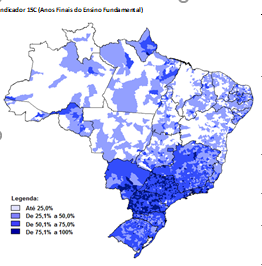 ndicador 15C (Anos Finais do Ensino Fundamental)
Legenda:
Até 25,0%
De 25,1% a 50,0%
De 50,1% a 75,0%
De 75,1% a 100%